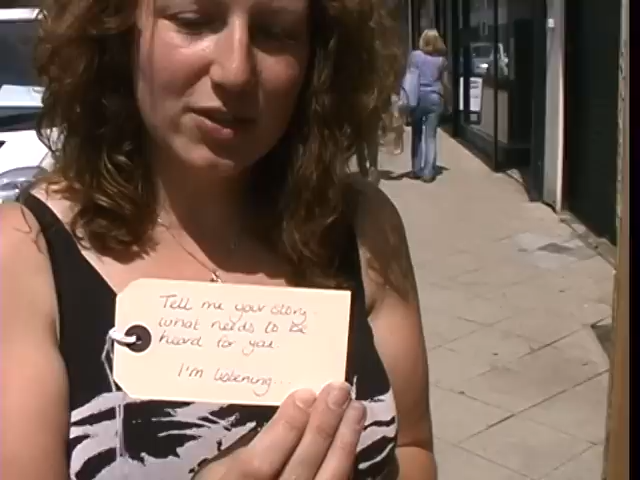 Tell me your story.
what needs to be
heard for you.
I'm listening...